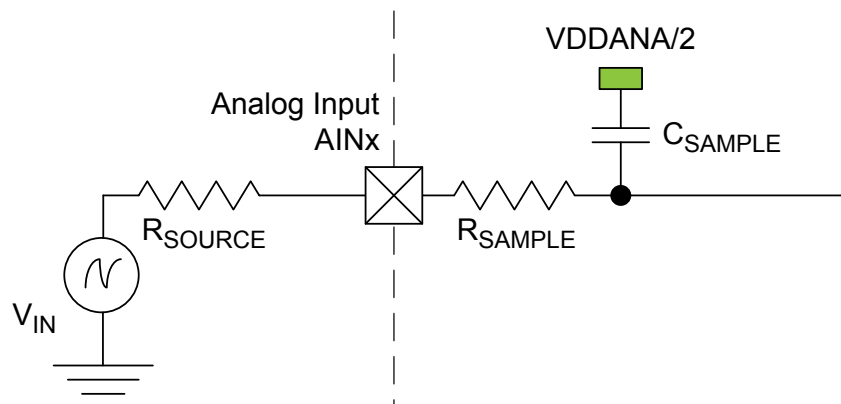 VDDANA/2
Analog Input
AINx
CSAMPLE
RSOURCE
RSAMPLE
VIN